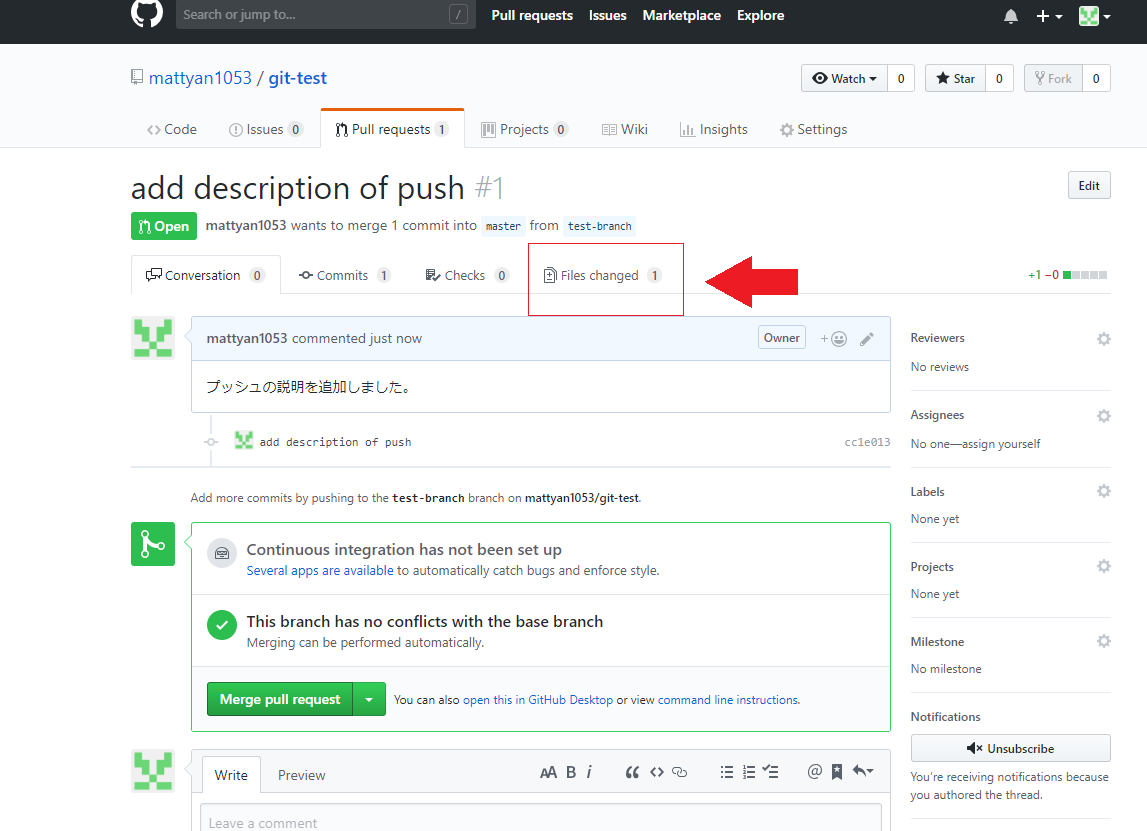 Search or jump to... /
Pull requests Issues Marketplace Explore
mattyan1053 / git-test
Watch 0 Star 0 Fork 0
Code Issues 0 Pull requests 1 Projects 0 Wiki Insights Settings
add description of push #1
Edit
Open mattyan1053 wants to merge 1 commit into master from test-branch
Conversation 0 Commits 1 Checks 0 Files changed 1 +1 −0
mattyan1053 commented just now Owner
プッシュの説明を追加しました。
add description of push cc1e013
Add more commits by pushing to the test-branch branch on mattyan1053/git-test.
Continuous integration has not been set up
Several apps are available to automatically catch bugs and enforce style.
This branch has no conflicts with the base branch
Merging can be performed automatically.
Merge pull request You can also open this in GitHub Desktop or view command line instructions.
Write Preview AA B i
Leave a comment
Reviewers
No reviews
Assignees
No one—assign yourself
Labels
None yet
Projects
None yet
Milestone
No milestone
Notifications
Unsubscribe
You’re receiving notifications because
you authored the thread.